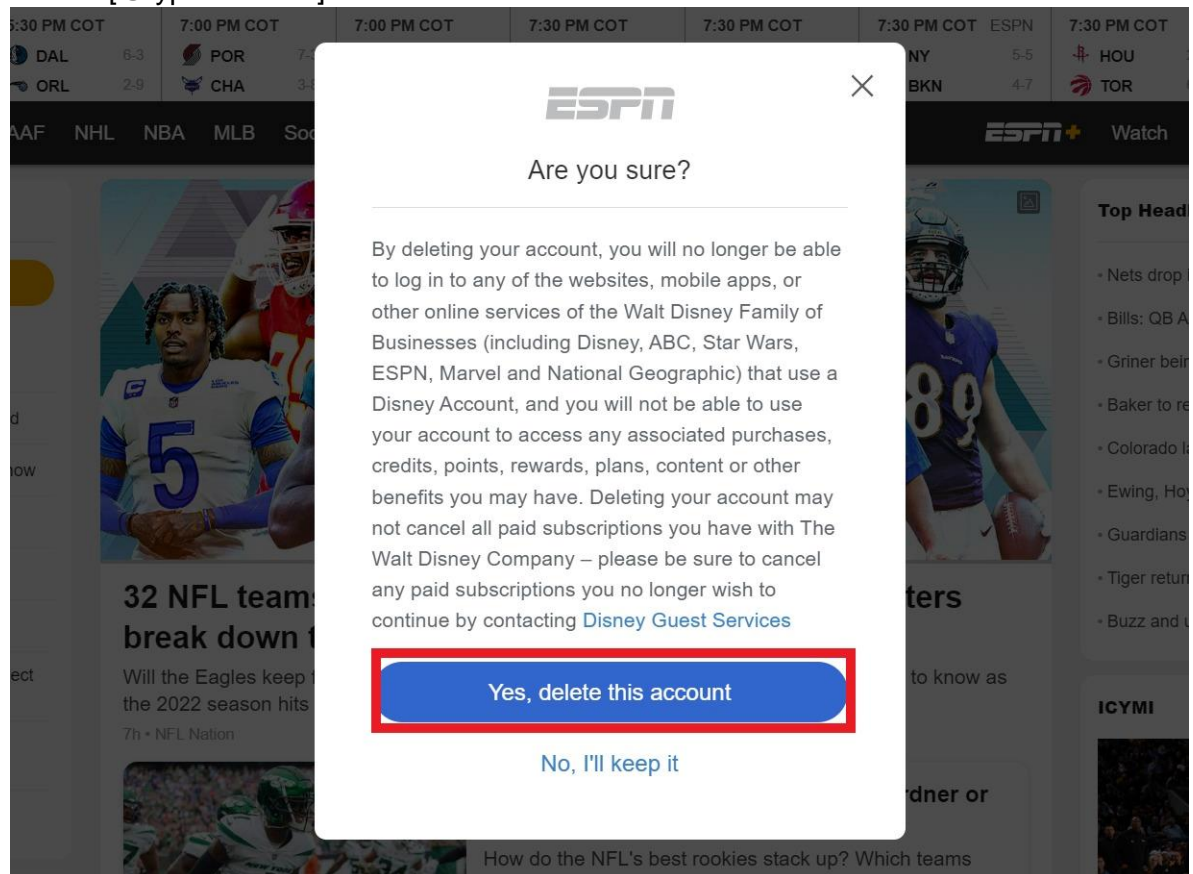 5:30 PM COT 7:00 PM COT 7:00 PM COT 7:30 PM COT 7:30 PM COT 7:30 PM COT ESPN 7:30 PM COT
DAL 6-3 POR CHA NY 5-5 HOU
ORL 2-9 CHA BKN 4-7 TOR
NHL NBA MLB ESPN+ Watch
ESPN
Are you sure?
By deleting your account, you will no longer be able
to log in to any of the websites, mobile apps, or
other online services of the Walt Disney Family of
Businesses (including Disney, ABC, Star Wars,
ESPN, Marvel and National Geographic) that use a
Disney Account, and you will not be able to use
your account to access any associated purchases,
credits, points, rewards, plans, content or other
benefits you may have. Deleting your account may
not cancel all paid subscriptions you have with The
Walt Disney Company – please be sure to cancel
any paid subscriptions you no longer wish to
continue by contacting Disney Guest Services
Yes, delete this account
No, I'll keep it
32 NFL
break down
Will the Eagles keep
the 2022 season hits
to know as
7h • NFL Nation
How do the NFL's best rookies stack up? Which teams
5
89
Top
• Nets drop
• Bills: QB
• Griner
• Baker to
• Colorado
• Ewing,
• Guardians
• Tiger
• Buzz and
ICYMI